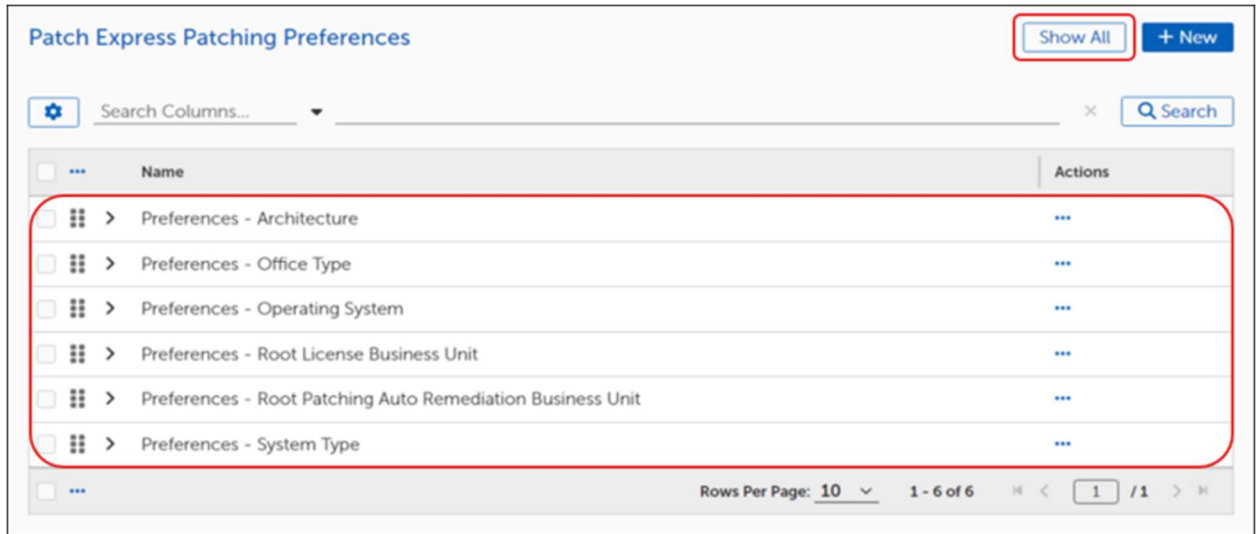 Patch Express Patching Preferences Show All + New
Search Columns... Search
Name Actions
Preferences - Architecture
Preferences - Office Type
Preferences - Operating System
Preferences - Root License Business Unit
Preferences - Root Patching Auto Remediation Business Unit
Preferences - System Type
Rows Per Page: 10 1 - 6 of 6 1 / 1